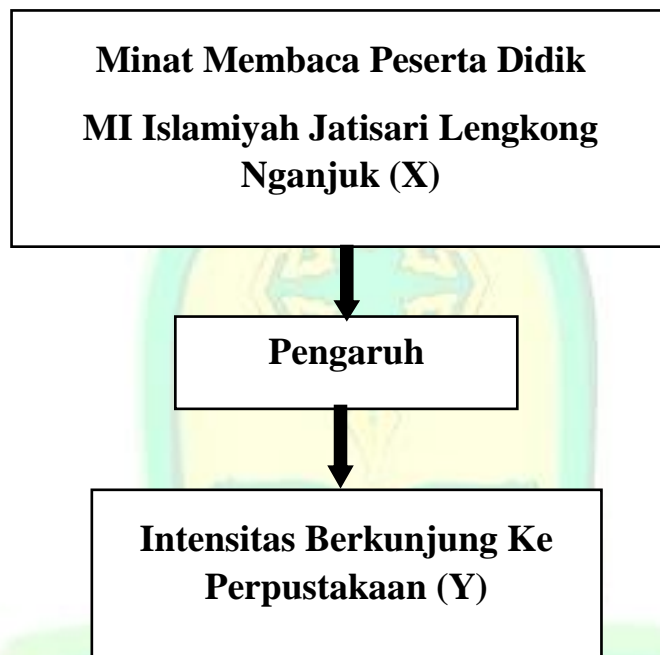 Minat Membaca Peserta Didik
MI Islamiyah Jatisari Lengkong
Nganjuk (X)
Pengaruh
Intensitas Berkunjung Ke
Perpustakaan (Y)